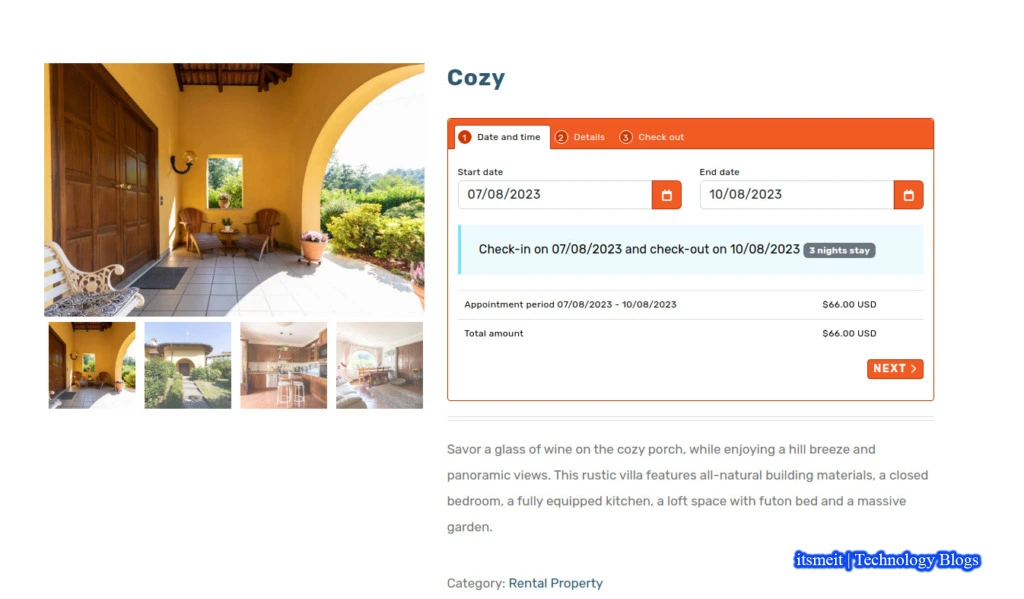 Cozy
1 Date and time 2 Details 3 Check out
Start date End date
07/08/2023 10/08/2023
Check-in on 07/08/2023 and check-out on 10/08/2023 3 nights stay
Appointment period 07/08/2023 - 10/08/2023 $66.00 USD
Total amount $66.00 USD
NEXT
Savor a glass of wine on the cozy porch, while enjoying a hill breeze and
panoramic views. This rustic villa features all-natural building materials, a closed
bedroom, a fully equipped kitchen, a loft space with futon bed and a massive
garden.
itsmeit | Technology Blogs
Category: Rental Property